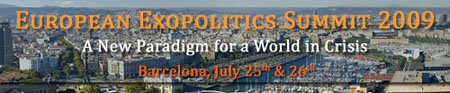 European Exopolitics Summit 2009
A New Paradigm for a World in Crisis
Barcelona, July 25th & 26th